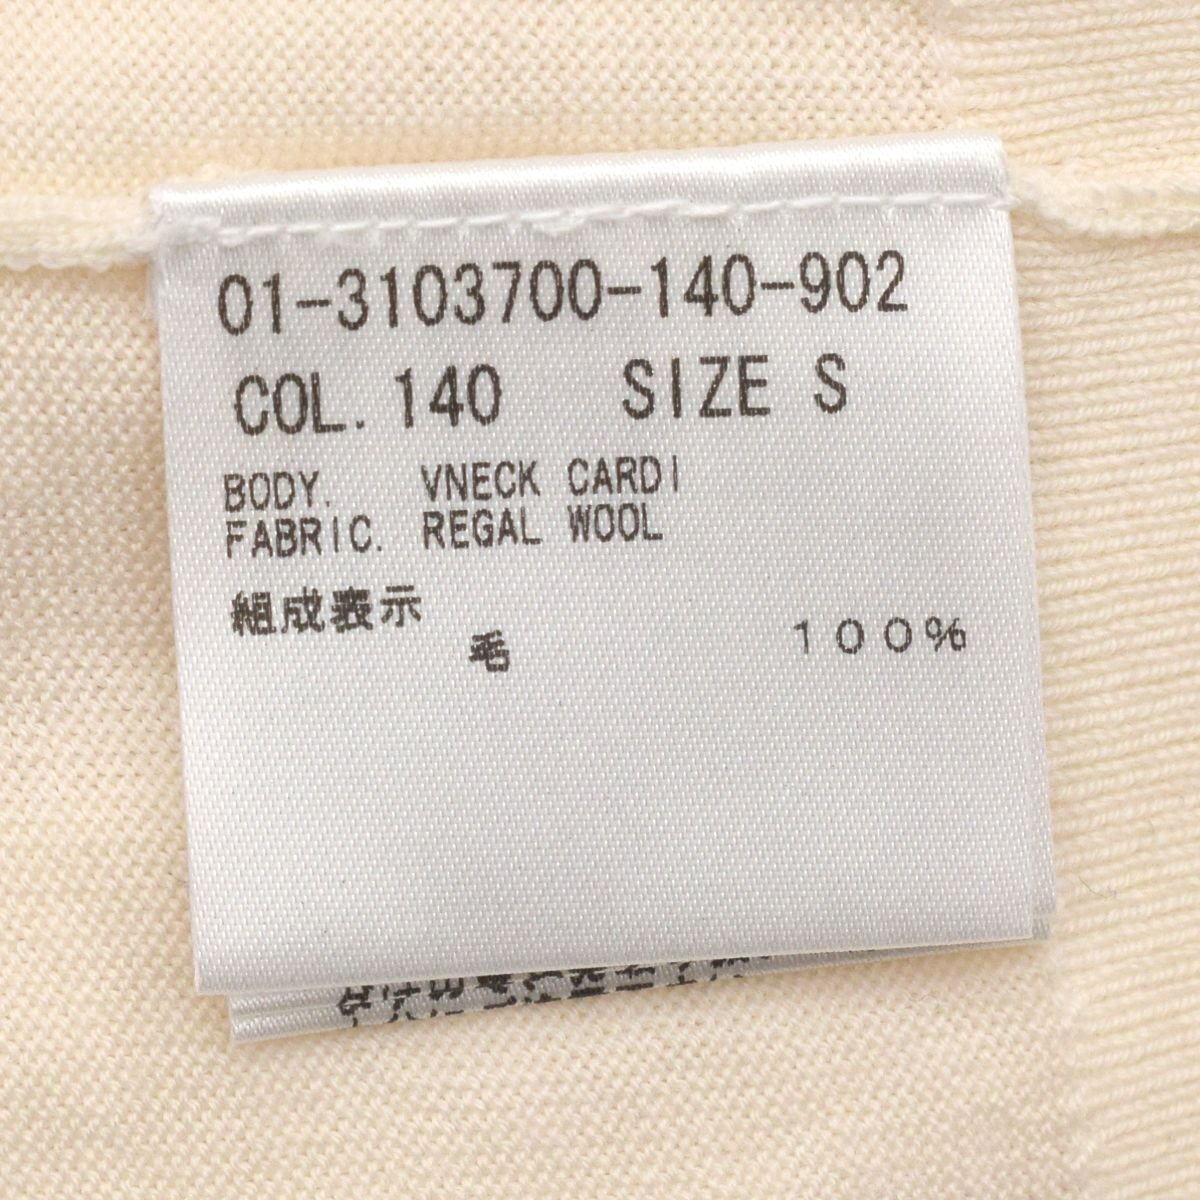 01-3103700-140-902
COL. 140 SIZE S
BODY. VNECK CARDI
FABRIC. REGAL WOOL
組成表示
毛 100%